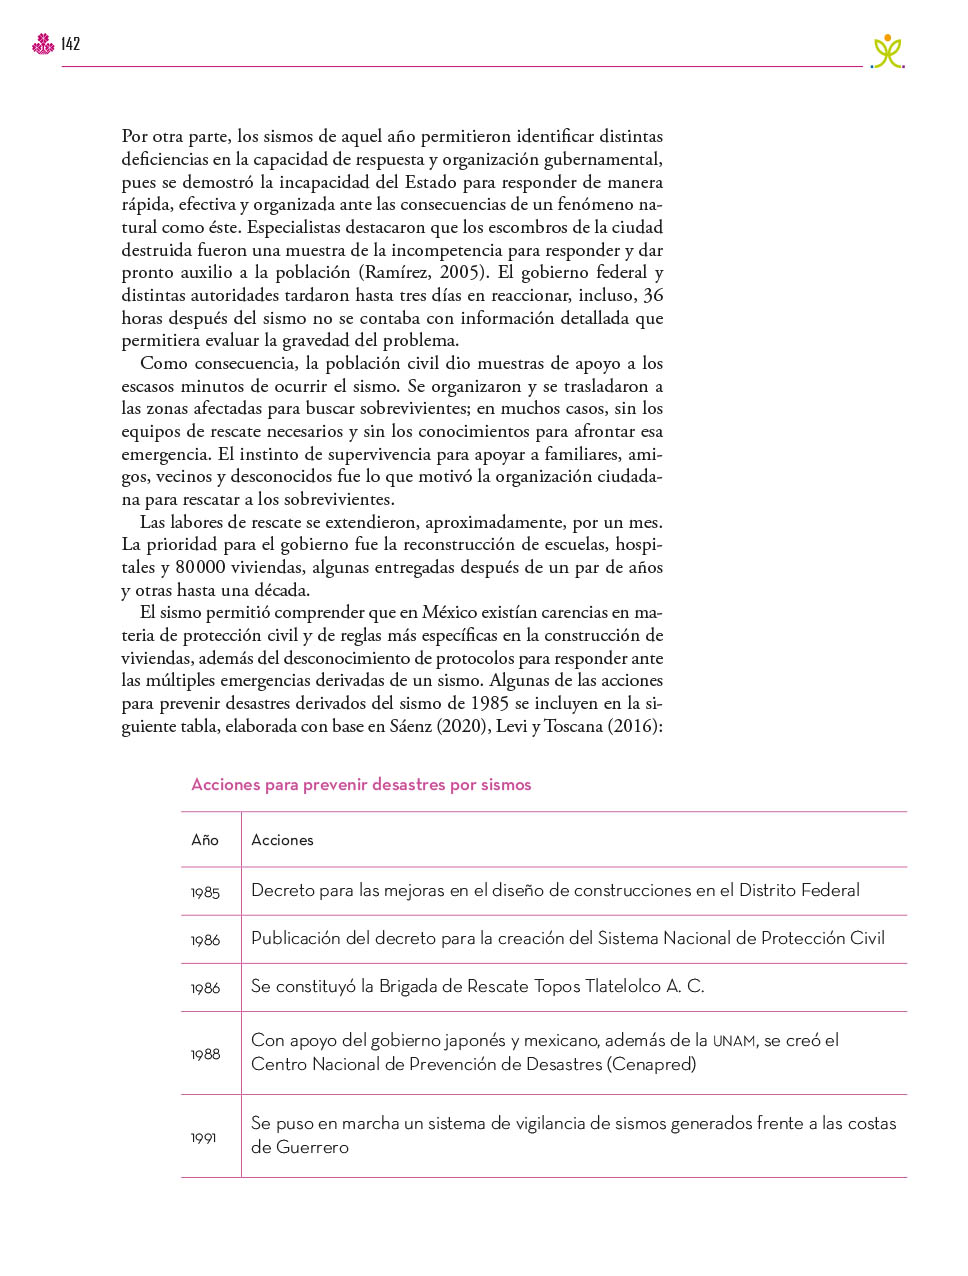 142
Por otra parte, los sismos de aquel año permitieron identificar distintas
deficiencias en la capacidad de respuesta y organización gubernamental,
pues se demostró la incapacidad del Estado para responder de manera
rápida, efectiva y organizada ante las consecuencias de un fenómeno na-
tural como éste. Especialistas destacaron que los escombros de la ciudad
destruida fueron una muestra de la incompetencia para responder y dar
pronto auxilio a la población (Ramírez, 2005). El gobierno federal y
distintas autoridades tardaron hasta tres días en reaccionar, incluso, 36
horas después del sismo no se contaba con información detallada que
permitiera evaluar la gravedad del problema.
Como consecuencia, la población civil dio muestras de apoyo a los
escasos minutos de ocurrir el sismo. Se organizaron y se trasladaron a
las zonas afectadas para buscar sobrevivientes; en muchos casos, sin los
equipos de rescate necesarios y sin los conocimientos para afrontar esa
emergencia. El instinto de supervivencia para apoyar a familiares, ami-
gos, vecinos y desconocidos fue lo que motivó la organización ciudada-
na para rescatar a los sobrevivientes.
Las labores de rescate se extendieron, aproximadamente, por un mes.
La prioridad para el gobierno fue la reconstrucción de escuelas, hospi-
tales y 80 000 viviendas, algunas entregadas después de un par de años
y otras hasta una década.
El sismo permitió comprender que en México existían carencias en ma-
teria de protección civil y de reglas más específicas en la construcción de
viviendas, además del desconocimiento de protocolos para responder ante
las múltiples emergencias derivadas de un sismo. Algunas de las acciones
para prevenir desastres derivados del sismo de 1985 se incluyen en la si-
guiente tabla, elaborada con base en Sáenz (2020), Levi y Toscana (2016):
Acciones para prevenir desastres por sismos
Año Acciones
1985 Decreto para las mejoras en el diseño de construcciones en el Distrito Federal
1986 Publicación del decreto para la creación del Sistema Nacional de Protección Civil
1986 Se constituyó la Brigada de Rescate Topos Tlatelolco A. C.
1988 Con apoyo del gobierno japonés y mexicano, además de la UNAM, se creó el
Centro Nacional de Prevención de Desastres (Cenapred)
1991 Se puso en marcha un sistema de vigilancia de sismos generados frente a las costas
de Guerrero